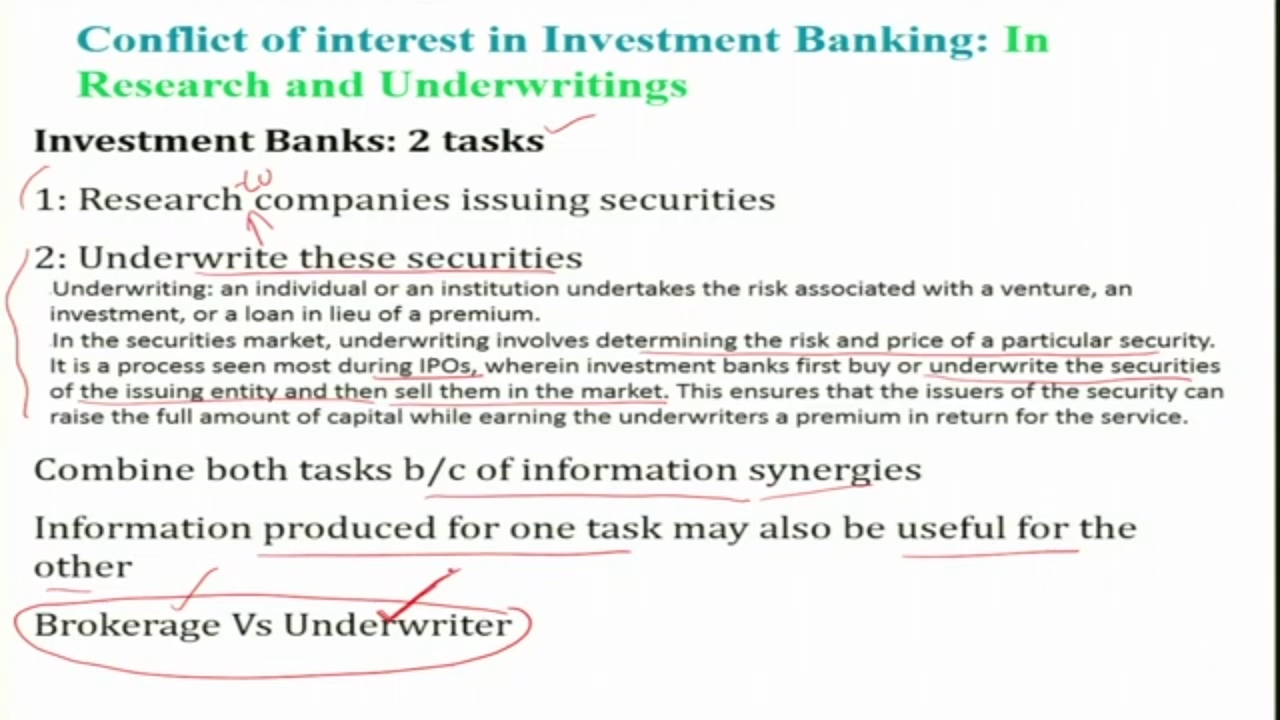 Conflict of interest in Investment Banking: In
Research and Underwritings
Investment Banks: 2 tasks
to
1: Research companies issuing securities
2: Underwrite these securities
Underwriting: an individual or an institution undertakes the risk associated with a venture, an
investment, or a loan in lieu of a premium.
In the securities market, underwriting involves determining the risk and price of a particular security.
It is a process seen most during IPOs, wherein investment banks first buy or underwrite the securities
of the issuing entity and then sell them in the market. This ensures that the issuers of the security can
raise the full amount of capital while earning the underwriters a premium in return for the service.
Combine both tasks b/c of information synergies
Information produced for one task may also be useful for the
other
Brokerage Vs Underwriter